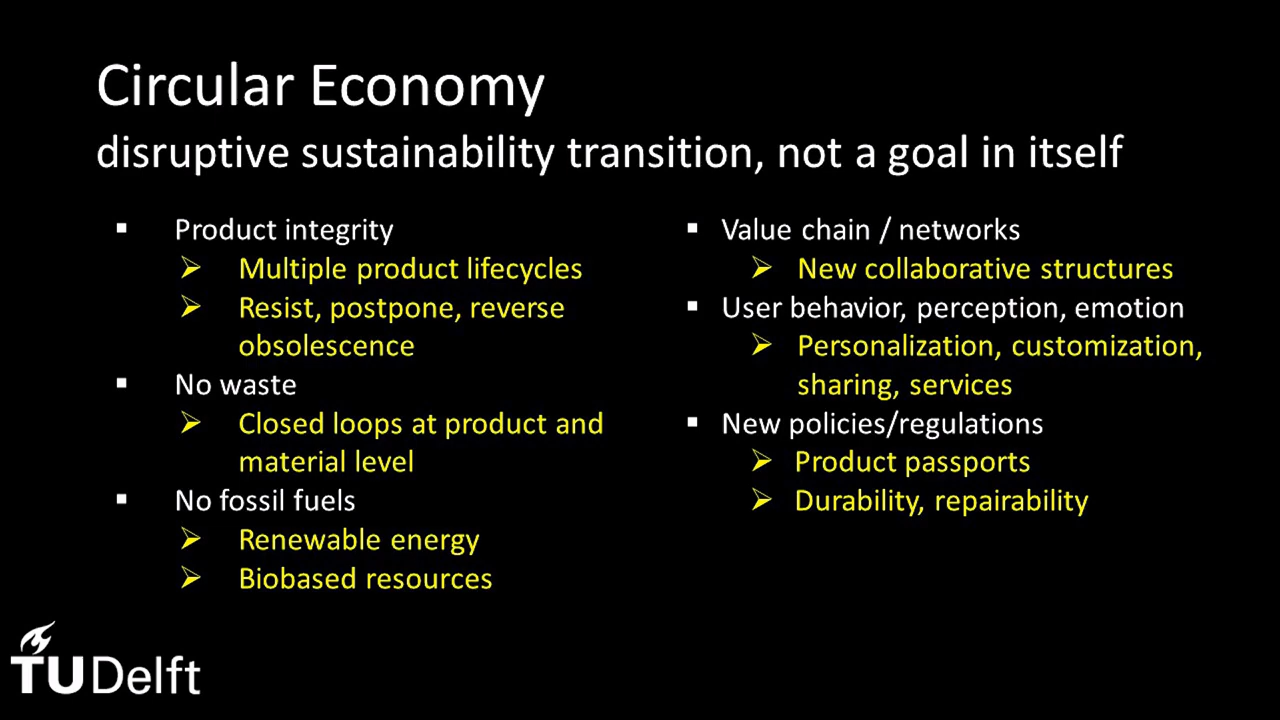 Circular Economy
disruptive sustainability transition, not a goal in itself
▪ Product integrity
➢ Multiple product lifecycles
➢ Resist, postpone, reverse
obsolescence
▪ No waste
➢ Closed loops at product and
material level
▪ No fossil fuels
➢ Renewable energy
➢ Biobased resources
▪ Value chain / networks
➢ New collaborative structures
▪ User behavior, perception, emotion
➢ Personalization, customization,
sharing, services
▪ New policies/regulations
➢ Product passports
➢ Durability, repairability
TUDelft